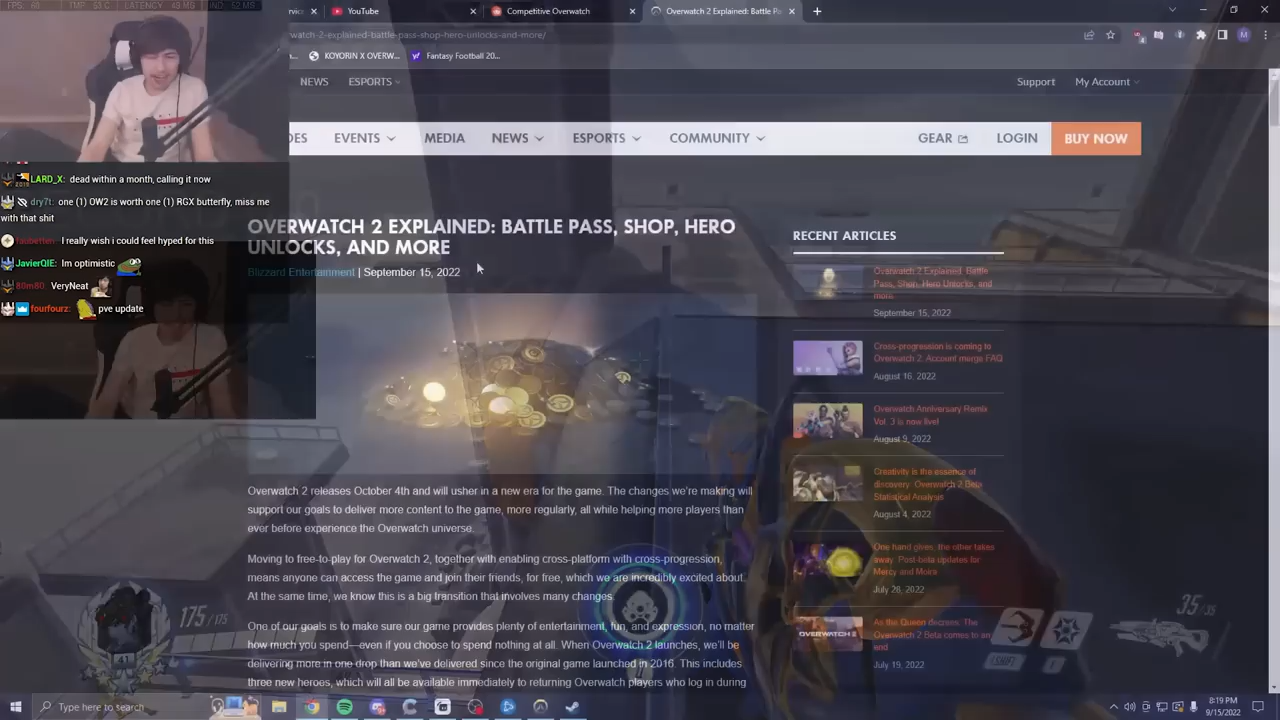 FPS: 60 TMP: 51 C LATENCY: 49 MS IND: 52 MS
YouTube
Competitive Overwatch
Overwatch 2 Explained: Battle Pa
watch-2-explained-battle-pass-shop-hero-unlocks-and-more/
KOYORIN X OVERW...
Fantasy Football 20...
NEWS ESPORTS
Support My Account
DES EVENTS MEDIA NEWS ESPORTS COMMUNITY GEAR LOGIN BUY NOW
LARD_X: dead within a month, calling it now
dry7t: one (1) OW2 is worth one (1) RGX butterfly, miss me
with that shit
I really wish i could feel hyped for this
JavierQIE: Im optimistic
80m80: VeryNeat
fourfourz: pve update
OVERWATCH 2 EXPLAINED: BATTLE PASS, SHOP, HERO
UNLOCKS, AND MORE
Blizzard Entertainment | September 15, 2022
Overwatch 2 releases October 4th and will usher in a new era for the game. The changes we're making will
support our goals to deliver more content to the game, more regularly, all while helping more players than
ever before experience the Overwatch universe.
Moving to free-to-play for Overwatch 2, together with enabling cross-platform with cross-progression,
means anyone can access the game and join their friends, for free, which we are incredibly excited about.
At the same time, we know this is a big transition that involves many changes.
One of our goals is to make sure our game provides plenty of entertainment, fun, and expression, no matter
how much you spend—even if you choose to spend nothing at all. When Overwatch 2 launches, we'll be
delivering more in one drop than we've delivered since the original game launched in 2016. This includes
three new heroes, which will all be available immediately to returning Overwatch players who log in during
RECENT ARTICLES
Overwatch 2 Explained: Battle
Pass, Shop, Hero Unlocks, and
more
September 15, 2022
Cross-progression is coming to
Overwatch 2: Account merge FAQ
August 16, 2022
Overwatch Anniversary Remix
Vol. 3 is now live!
August 9, 2022
Creativity is the essence of
discovery: Overwatch 2 Beta
Statistical Analysis
August 4, 2022
One hand gives, the other takes
away: Post-beta updates for
Mercy and Moira
July 28, 2022
OVERWATCH 2
As the Queen decrees: The
Overwatch 2 Beta comes to an
end
July 19, 2022
175/175
35/35
SHIFT
Type here to search
8:19 PM
9/15/2022